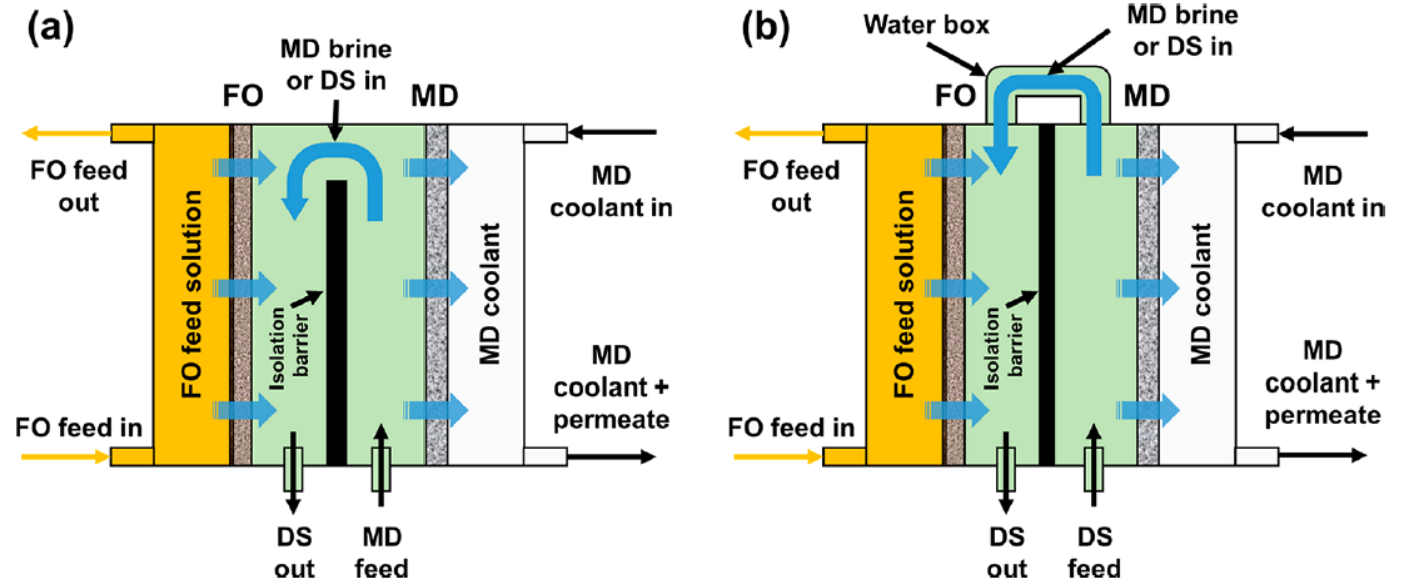 (a)
MD brine
or DS in
FO
MD
FO feed
out
FO feed solution
Isolation
barrier
MD coolant
MD
coolant in
FO feed in
MD
coolant +
permeate
DS
out
MD
feed
(b)
Water box
MD brine
or DS in
FO
MD
FO feed
out
FO feed solution
Isolation
barrier
MD coolant
MD
coolant in
FO feed in
MD
coolant +
permeate
DS
out
DS
feed